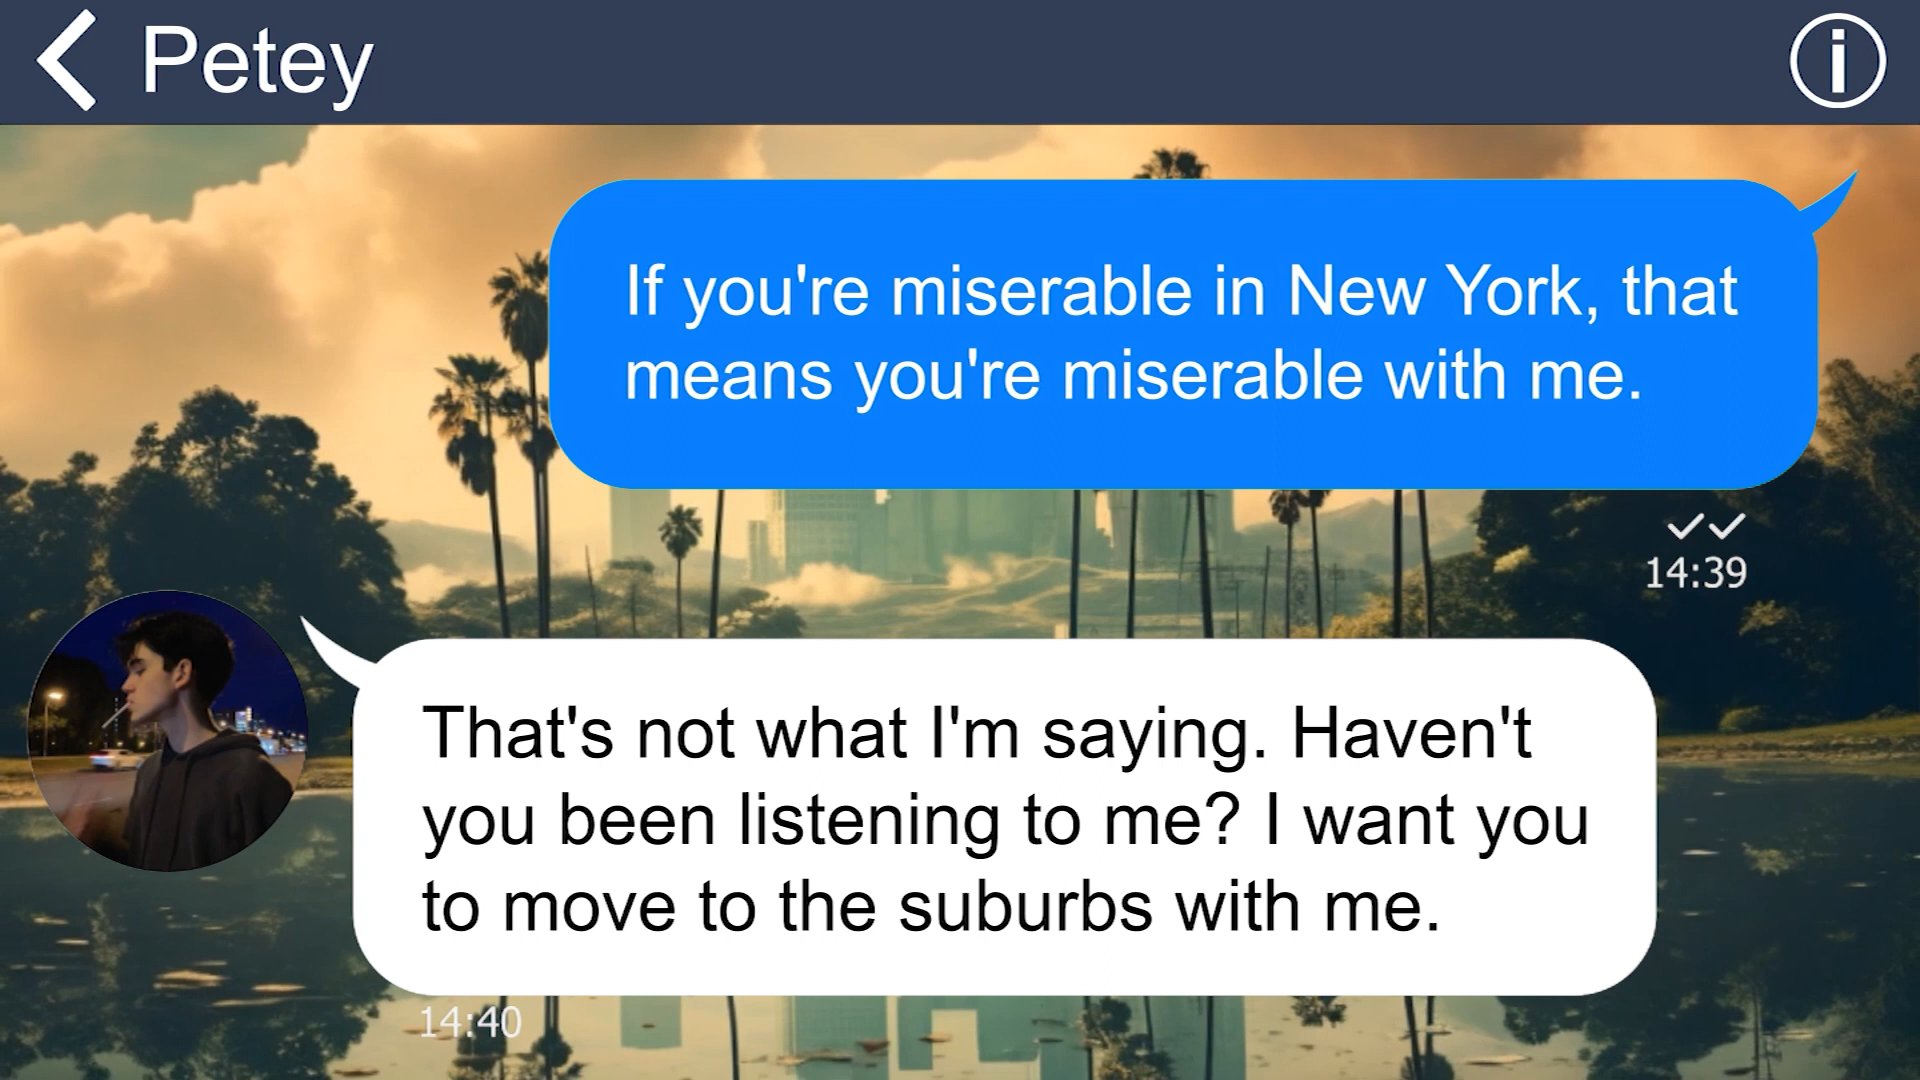 Petey
If you're miserable in New York, that
means you're miserable with me.
14:39
That's not what I'm saying. Haven't
you been listening to me? I want you
to move to the suburbs with me.
14:40